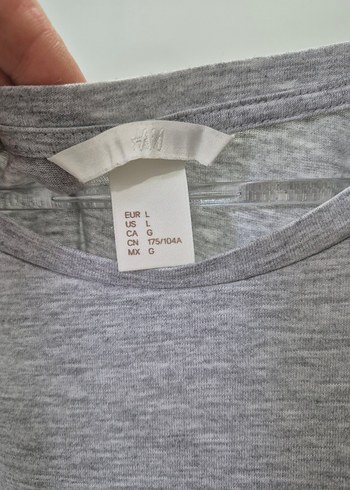 H&M
EUR L
US L
CA G
CN 175/104A
MX G